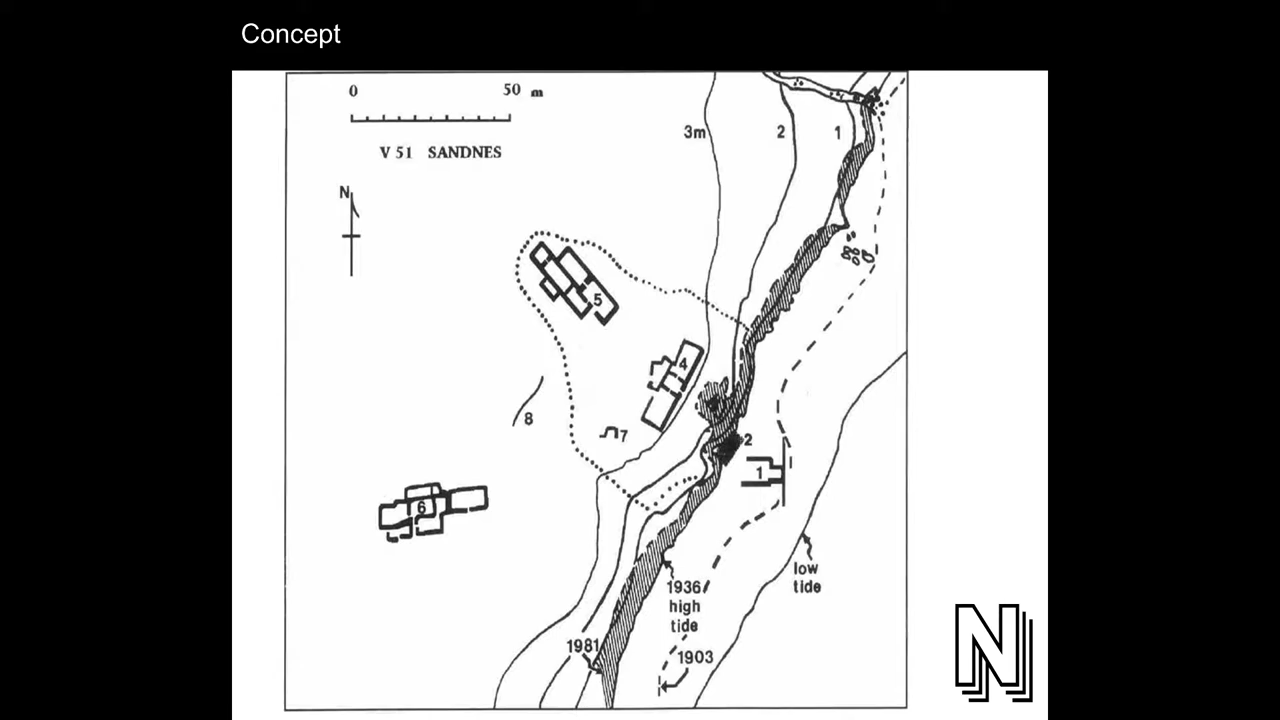 Concept
0 50 m
V 51 SANDNES
N
3m 2 1
5
4
8
7
2
1
6
low
tide
1936
high
tide
1981
1903
N